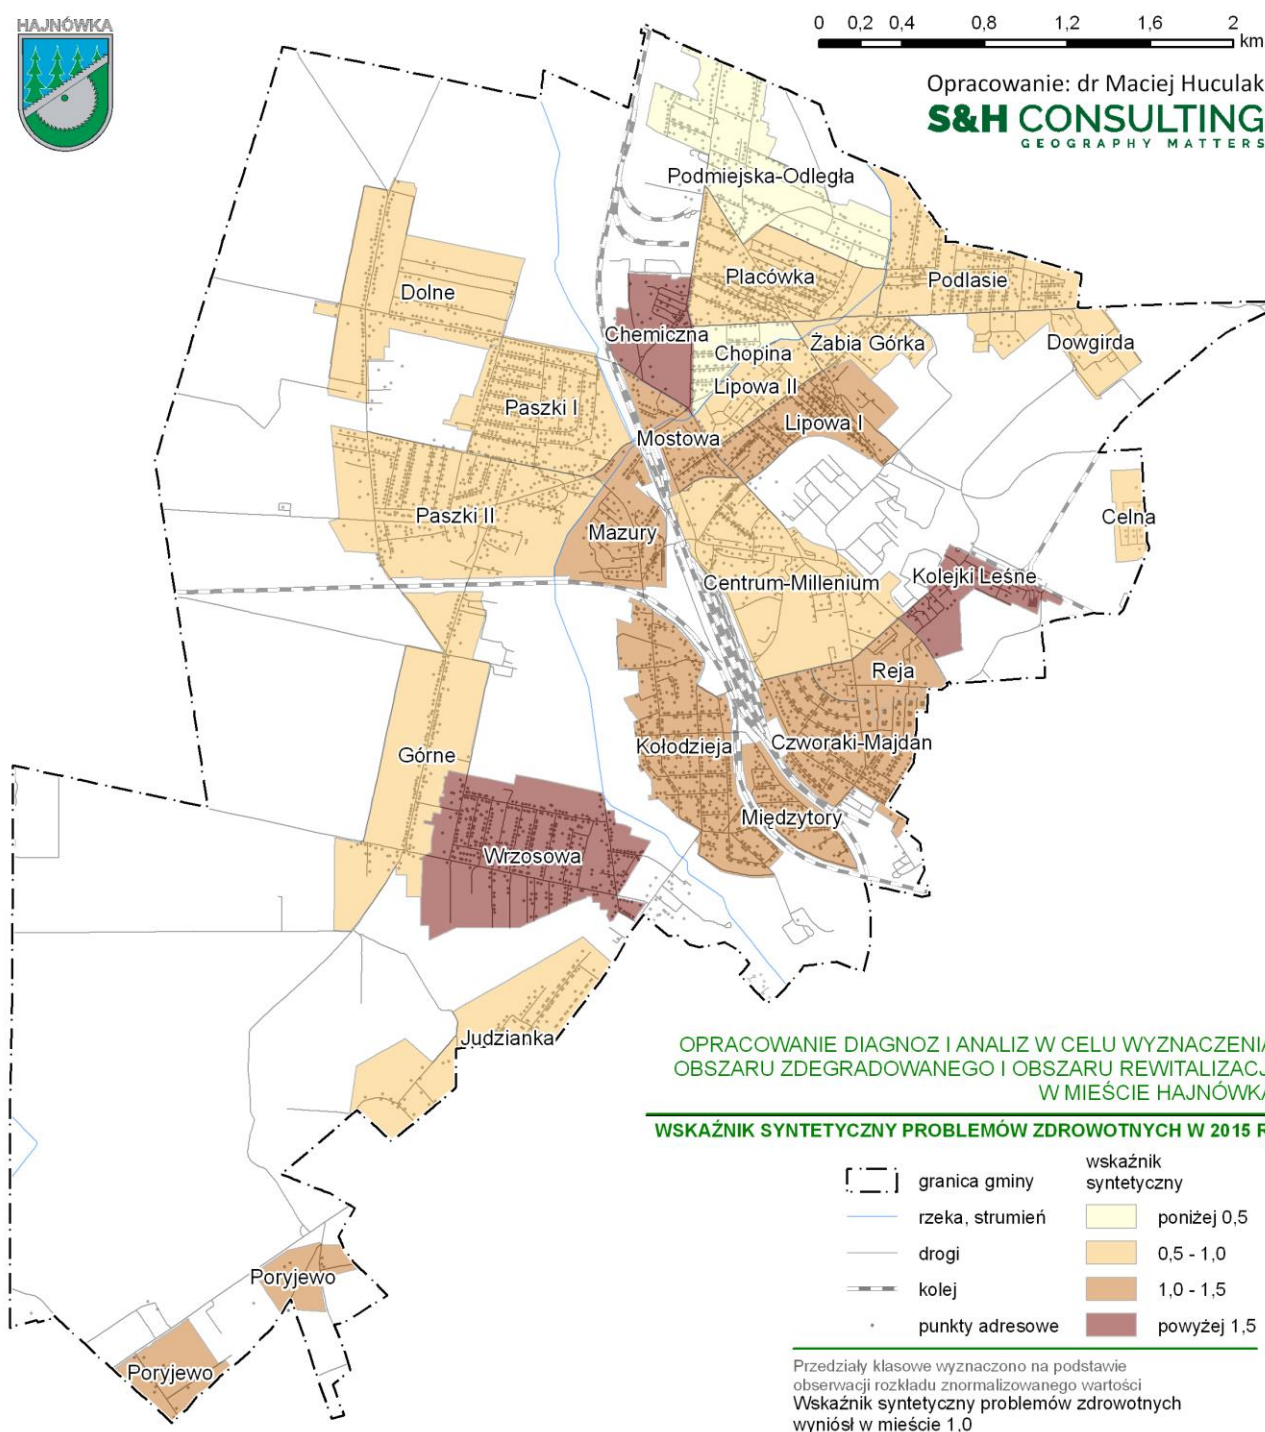 HAJNÓWKA
0 0,2 0,4 0,8 1,2 1,6 2
km
Opracowanie: dr Maciej Huculak
S&H CONSULTING
GEOGRAPHY MATTERS
Podmiejska-Odległa
Placówka
Podlasie
Dolne
Chemiczna
Chopina
Żabia Górka
Dowgirda
Lipowa II
Paszki I
Lipowa I
Mostowa
Paszki II
Celna
Mazury
Centrum-Millenium
Kolejki Leśne
Reja
Górne
Kołodzieja
Czworaki-Majdan
Międzytory
Wrzosowa
Judzianka
Poryjewo
Poryjewo
OPRACOWANIE DIAGNOZ I ANALIZ W CELU WYZNACZENIA
OBSZARU ZDEGRADOWANEGO I OBSZARU REWITALIZACJI
W MIEŚCIE HAJNÓWKA
WSKAŹNIK SYNTETYCZNY PROBLEMÓW ZDROWOTNYCH W 2015 R
granica gminy
rzeka, strumień
drogi
kolej
punkty adresowe
wskaźnik
syntetyczny
poniżej 0,5
0,5 - 1,0
1,0 - 1,5
powyżej 1,5
Przedziały klasowe wyznaczono na podstawie
obserwacji rozkładu znormalizowanego wartości
Wskaźnik syntetyczny problemów zdrowotnych
wyniósł w mieście 1,0